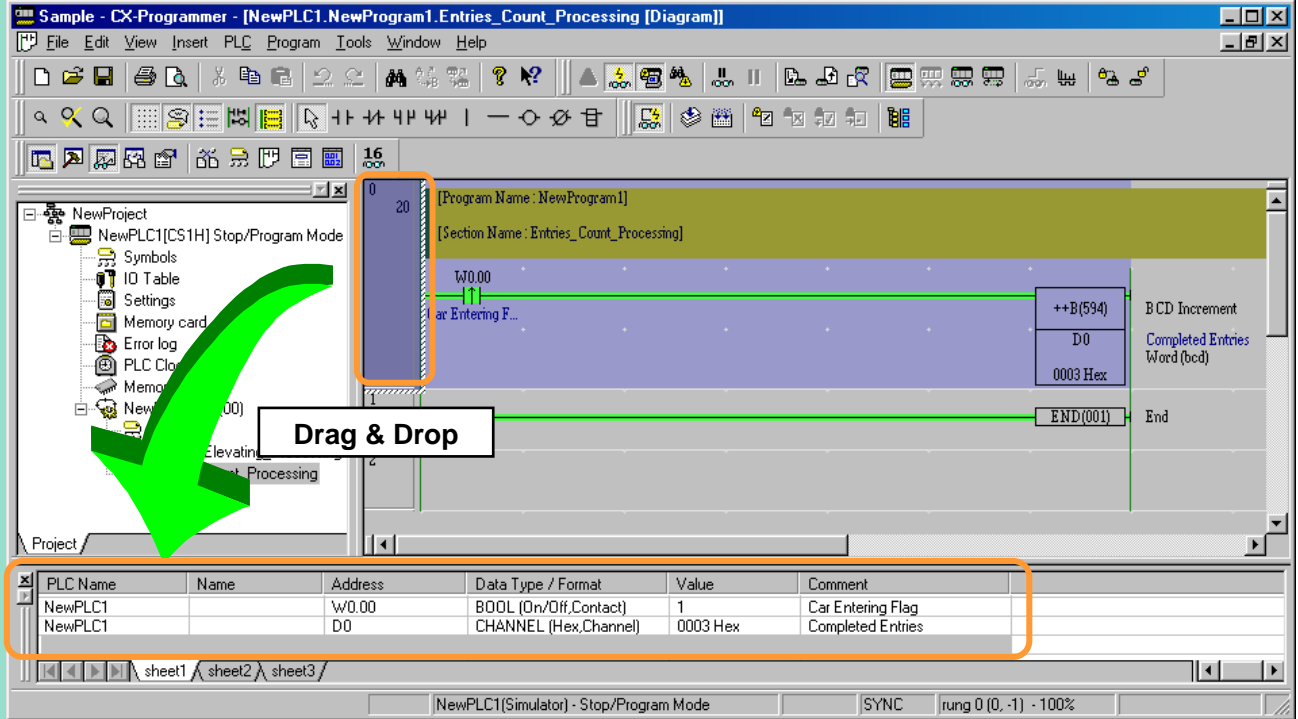 Sample - CX-Programmer - [NewPLC1.NewProgram1.Entries_Count_Processing [Diagram]]
File Edit View Insert PLC Program Tools Window Help
16
NewProject
NewPLC1[CS1H] Stop/Program Mode
Symbols
IO Table
Settings
Memory card
Error log
PLC Clo
Memo
New
00)
Elevating
Processing
Project
0
20
[Program Name : NewProgram1]
[Section Name : Entries_Count_Processing]
W0.00
ar Entering F...
++B(594)
BCD Increment
D0
Completed Entries
Word (bcd)
0003 Hex
1
END(001)
End
2
Drag & Drop
PLC Name Name Address Data Type / Format Value Comment
NewPLC1 W0.00 BOOL (On/Off,Contact) 1 Car Entering Flag
NewPLC1 D0 CHANNEL (Hex,Channel) 0003 Hex Completed Entries
sheet1 sheet2 sheet3
NewPLC1(Simulator) - Stop/Program Mode SYNC rung 0 (0, -1) - 100%